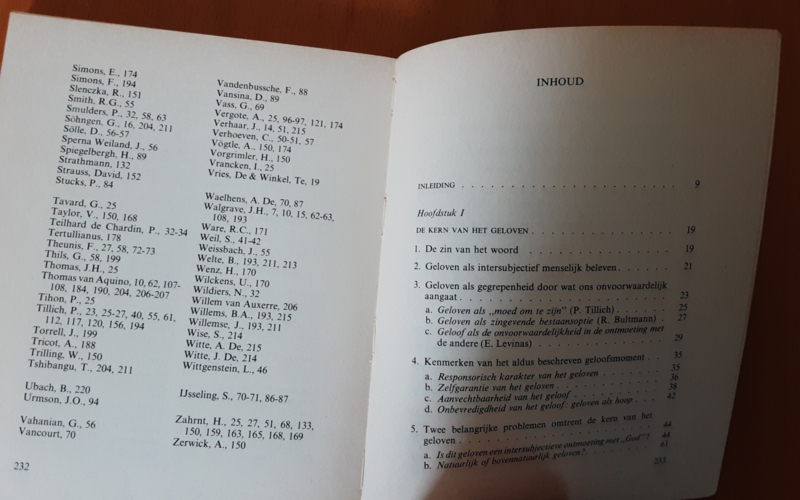 Simons, E., 174
Simons, F., 194
Slenczka, R., 151
Smith, R.G., 55
Smulders, P., 32, 58, 63
Söhngen, G., 16, 204, 211
Sölle, D., 56-57
Sperna Weiland, J., 56
Spiegelbergh, H., 89
Strathmann, 132
Strauss, David, 152
Stucks, P., 84
Tavard, G., 25
Taylor, V., 150, 168
Teilhard de Chardin, P., 32-34
Tertullianus, 178
Theunis, F., 27, 58, 72-73
Thils, G., 58, 199
Thomas, J.H., 25
Thomas van Aquino, 10, 62, 107-
108, 184, 190, 204, 206-207
Tihon, P., 25
Tillich, P., 23, 25-27, 40, 55, 61,
112, 117, 120, 156, 194
Torrell, J., 199
Tricot, A., 188
Trilling, W., 150
Tshibangu, T., 204, 211
Ubach, B., 220
Urmson, J.O., 94
Vahanian, G., 56
Vancourt, 70
232
Vandenbussche, F., 88
Vansina, D., 89
Vass, G., 69
Vergote, A., 25, 96-97, 121, 174
Verhaar, J., 14, 51, 215
Verhoeven, C., 50-51, 57
Vögtle, A., 150, 174
Vorgrimler, H., 150
Vrancken, I., 25
Vries, De & Winkel, Te, 19
Waelhens, A. De, 70, 87
Walgrave, J.H., 7, 10, 15, 62-63,
108, 193
Ware, R.C., 171
Weil, S., 41-42
Weissbach, J., 55
Welte, B., 193, 211, 213
Wenz, H., 170
Wilckens, U., 170
Wildiers, N., 32
Willem van Auxerre, 206
Willems, B.A., 193, 215
Willemse, J., 193, 211
Wise, S., 214
Witte, A. De, 215
Witte, J. De, 214
Wittgenstein, L., 46
IJsseling, S., 70-71, 86-87
Zahrnt, H., 25, 27, 51, 68, 133,
150, 159, 163, 165, 168, 169
Zerwick, A., 150
INHOUD
INLEIDING . . . . . . . . . . . . . . . . . 9
Hoofdstuk I
DE KERN VAN HET GELOVEN . . . . . . . . . . . 19
1. De zin van het woord . . . . . . . . . . . . 19
2. Geloven als intersubjectief menselijk beleven . . . . . . 21
3. Geloven als gegrepenheid door wat ons onvoorwaardelijk
aangaat . . . . . . . . . . . . . . . . 23
a. Geloven als „moed om te zijn” (P. Tillich) . . . . . 25
b. Geloven als zingevende bestaansoptie (R. Bultmann) . . 27
c. Geloof als de onvoorwaardelijkheid in de ontmoeting met
de andere (E. Levinas) . . . . . . . . . . . 29
4. Kenmerken van het aldus beschreven geloofsmoment . . 35
a. Responsorisch karakter van het geloven . . . . . . 35
b. Zelfgarantie van het geloven . . . . . . . . . 36
c. Aanvechtbaarheid van het geloof . . . . . . . . 38
d. Onbevredigdheid van het geloof: geloven als hoop . . 42
5. Twee belangrijke problemen omtrent de kern van het
geloven . . . . . . . . . . . . . . . . 44
a. Is dit geloven een intersubjectieve ontmoeting met „God”? 44
b. Natuurlijk of bovennatuurlijk geloven? . . . . . . 61
233